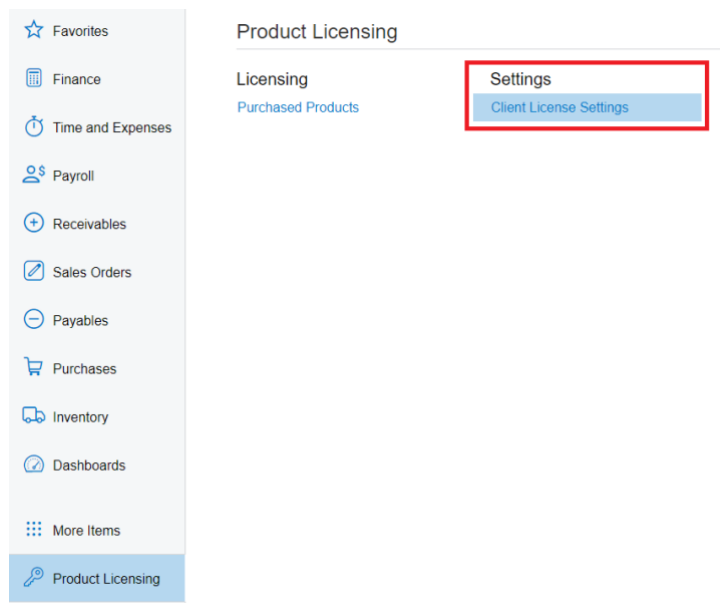 Favorites
Finance
Time and Expenses
Payroll
Receivables
Sales Orders
Payables
Purchases
Inventory
Dashboards
More Items
Product Licensing
Product Licensing
Licensing
Purchased Products
Settings
Client License Settings